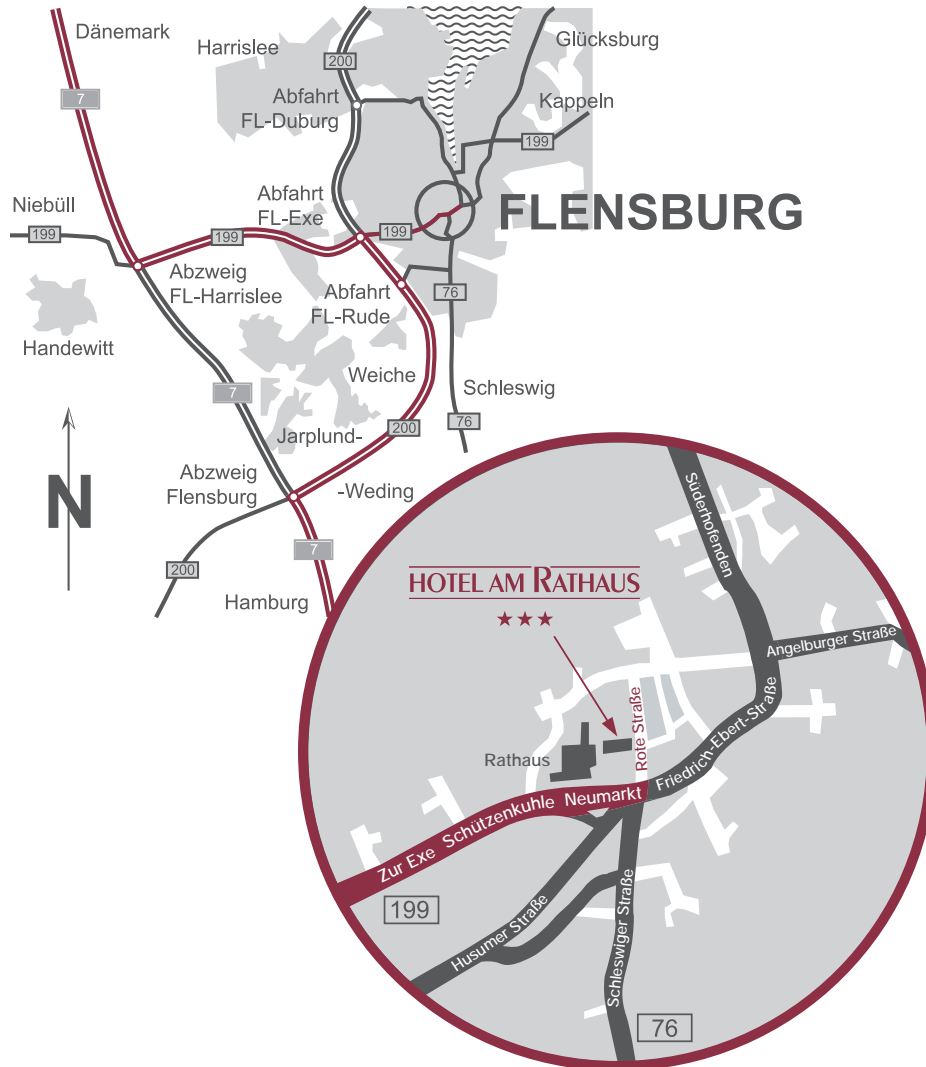 Dänemark
Harrislee
Glücksburg
200
7
Abfahrt
FL-Duburg
Kappeln
199
Niebüll
Abfahrt
FL-Exe
FLENSBURG
199
199
199
Abzweig
FL-Harrislee
Abfahrt
FL-Rude
76
Handewitt
Weiche
Schleswig
7
76
200
Jarplund-
Abzweig
Flensburg
-Weding
N
7
200
Hamburg
Süderhofenden
HOTEL AM RATHAUS
★★★
Angelburger Straße
Rote Straße
Friedrich-Ebert-Straße
Rathaus
Zur Exe Schützenkuhle Neumarkt
199
Husumer Straße
Schleswiger Straße
76